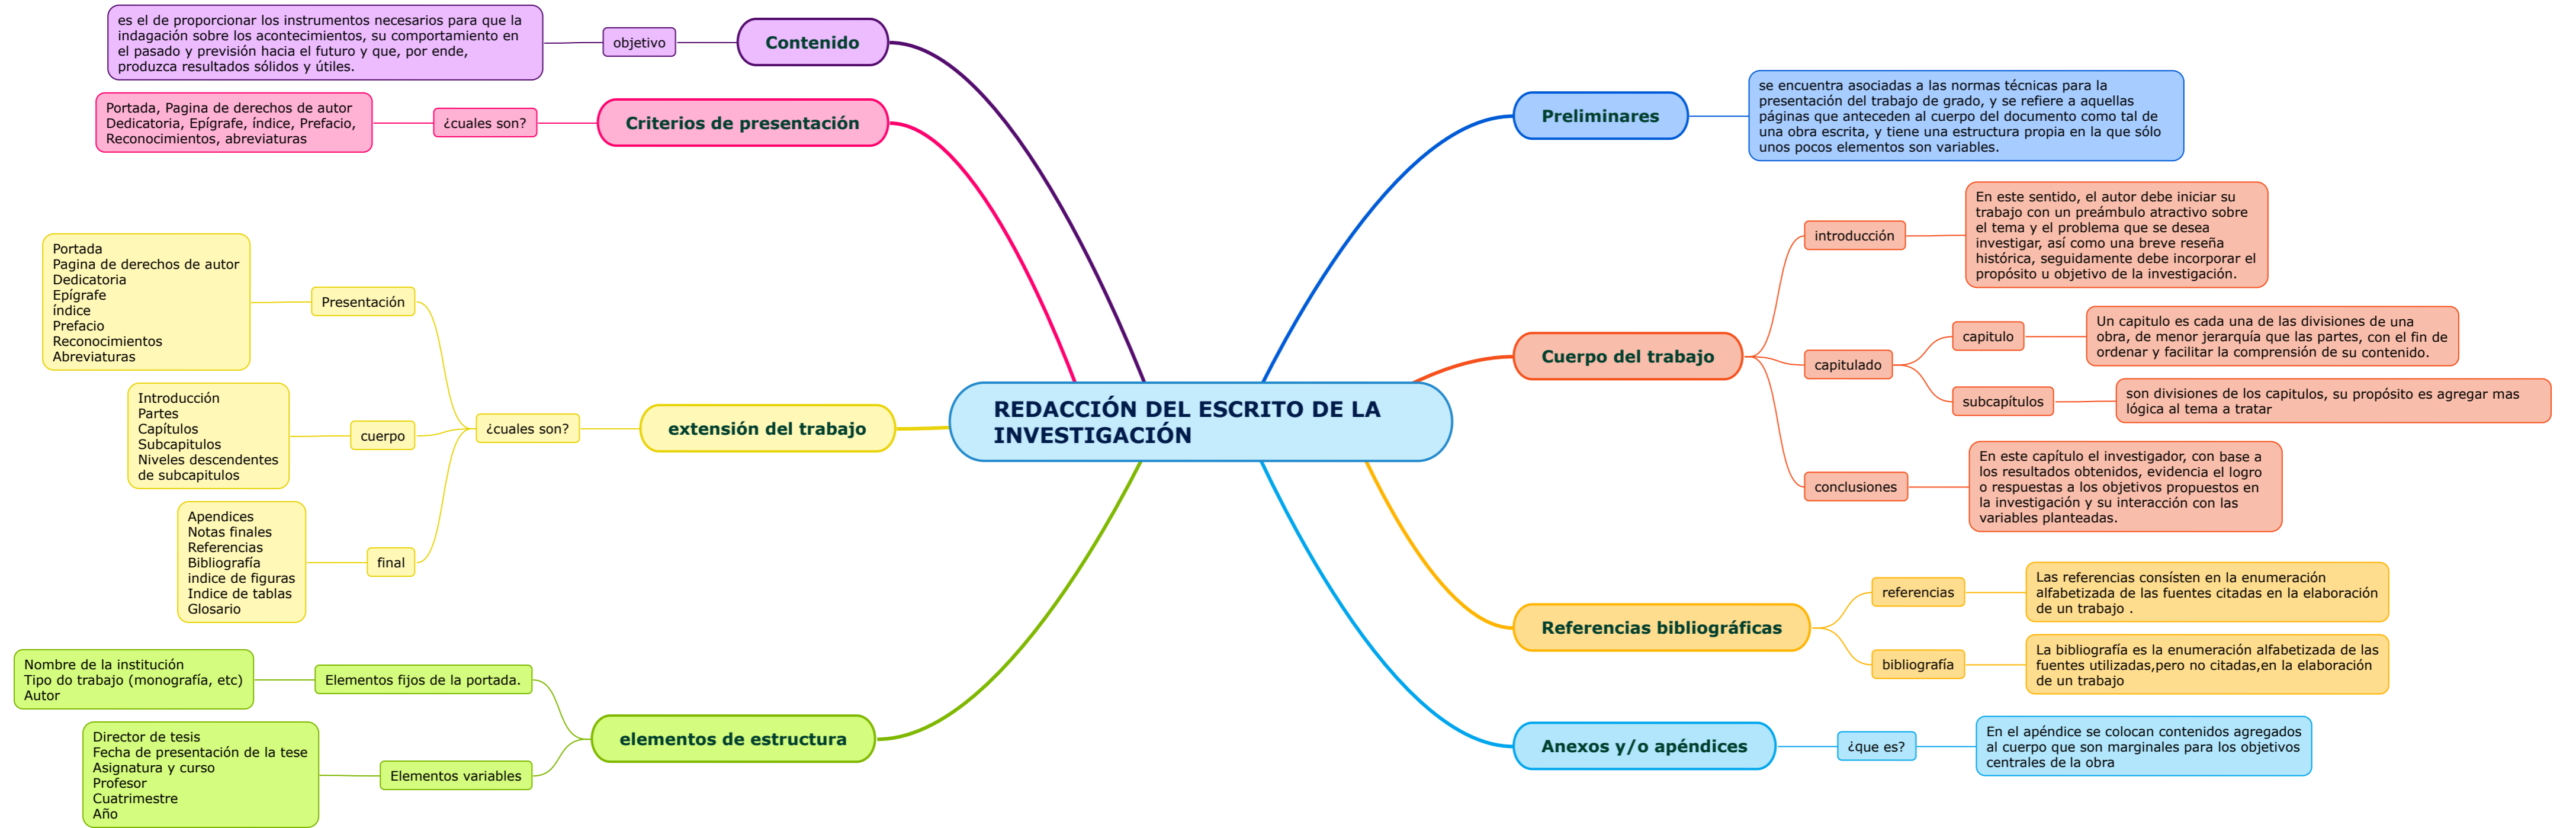 REDACCIÓN DEL ESCRITO DE LA
INVESTIGACIÓN
Contenido
objetivo
es el de proporcionar los instrumentos necesarios para que la
indagación sobre los acontecimientos, su comportamiento en
el pasado y previsión hacia el futuro y que, por ende,
produzca resultados sólidos y útiles.
Criterios de presentación
¿cuales son?
Portada, Pagina de derechos de autor
Dedicatoria, Epígrafe, índice, Prefacio,
Reconocimientos, abreviaturas
extensión del trabajo
¿cuales son?
Presentación
Portada
Pagina de derechos de autor
Dedicatoria
Epígrafe
índice
Prefacio
Reconocimientos
Abreviaturas
cuerpo
Introducción
Partes
Capítulos
Subcapitulos
Niveles descendentes
de subcapitulos
final
Apendices
Notas finales
Referencias
Bibliografía
indice de figuras
Indice de tablas
Glosario
elementos de estructura
Elementos fijos de la portada.
Nombre de la institución
Tipo do trabajo (monografía, etc)
Autor
Elementos variables
Director de tesis
Fecha de presentación de la tese
Asignatura y curso
Profesor
Cuatrimestre
Año
Preliminares
se encuentra asociadas a las normas técnicas para la
presentación del trabajo de grado, y se refiere a aquellas
páginas que anteceden al cuerpo del documento como tal de
una obra escrita, y tiene una estructura propia en la que sólo
unos pocos elementos son variables.
Cuerpo del trabajo
introducción
En este sentido, el autor debe iniciar su
trabajo con un preámbulo atractivo sobre
el tema y el problema que se desea
investigar, así como una breve reseña
histórica, seguidamente debe incorporar el
propósito u objetivo de la investigación.
capitulado
capitulo
Un capitulo es cada una de las divisiones de una
obra, de menor jerarquía que las partes, con el fin de
ordenar y facilitar la comprensión de su contenido.
subcapítulos
son divisiones de los capitulos, su propósito es agregar mas
lógica al tema a tratar
conclusiones
En este capítulo el investigador, con base a
los resultados obtenidos, evidencia el logro
o respuestas a los objetivos propuestos en
la investigación y su interacción con las
variables planteadas.
Referencias bibliográficas
referencias
Las referencias consísten en la enumeración
alfabetizada de las fuentes citadas en la elaboración
de un trabajo .
bibliografía
La bibliografía es la enumeración alfabetizada de las
fuentes utilizadas,pero no citadas,en la elaboración
de un trabajo
Anexos y/o apéndices
¿que es?
En el apéndice se colocan contenidos agregados
al cuerpo que son marginales para los objetivos
centrales de la obra